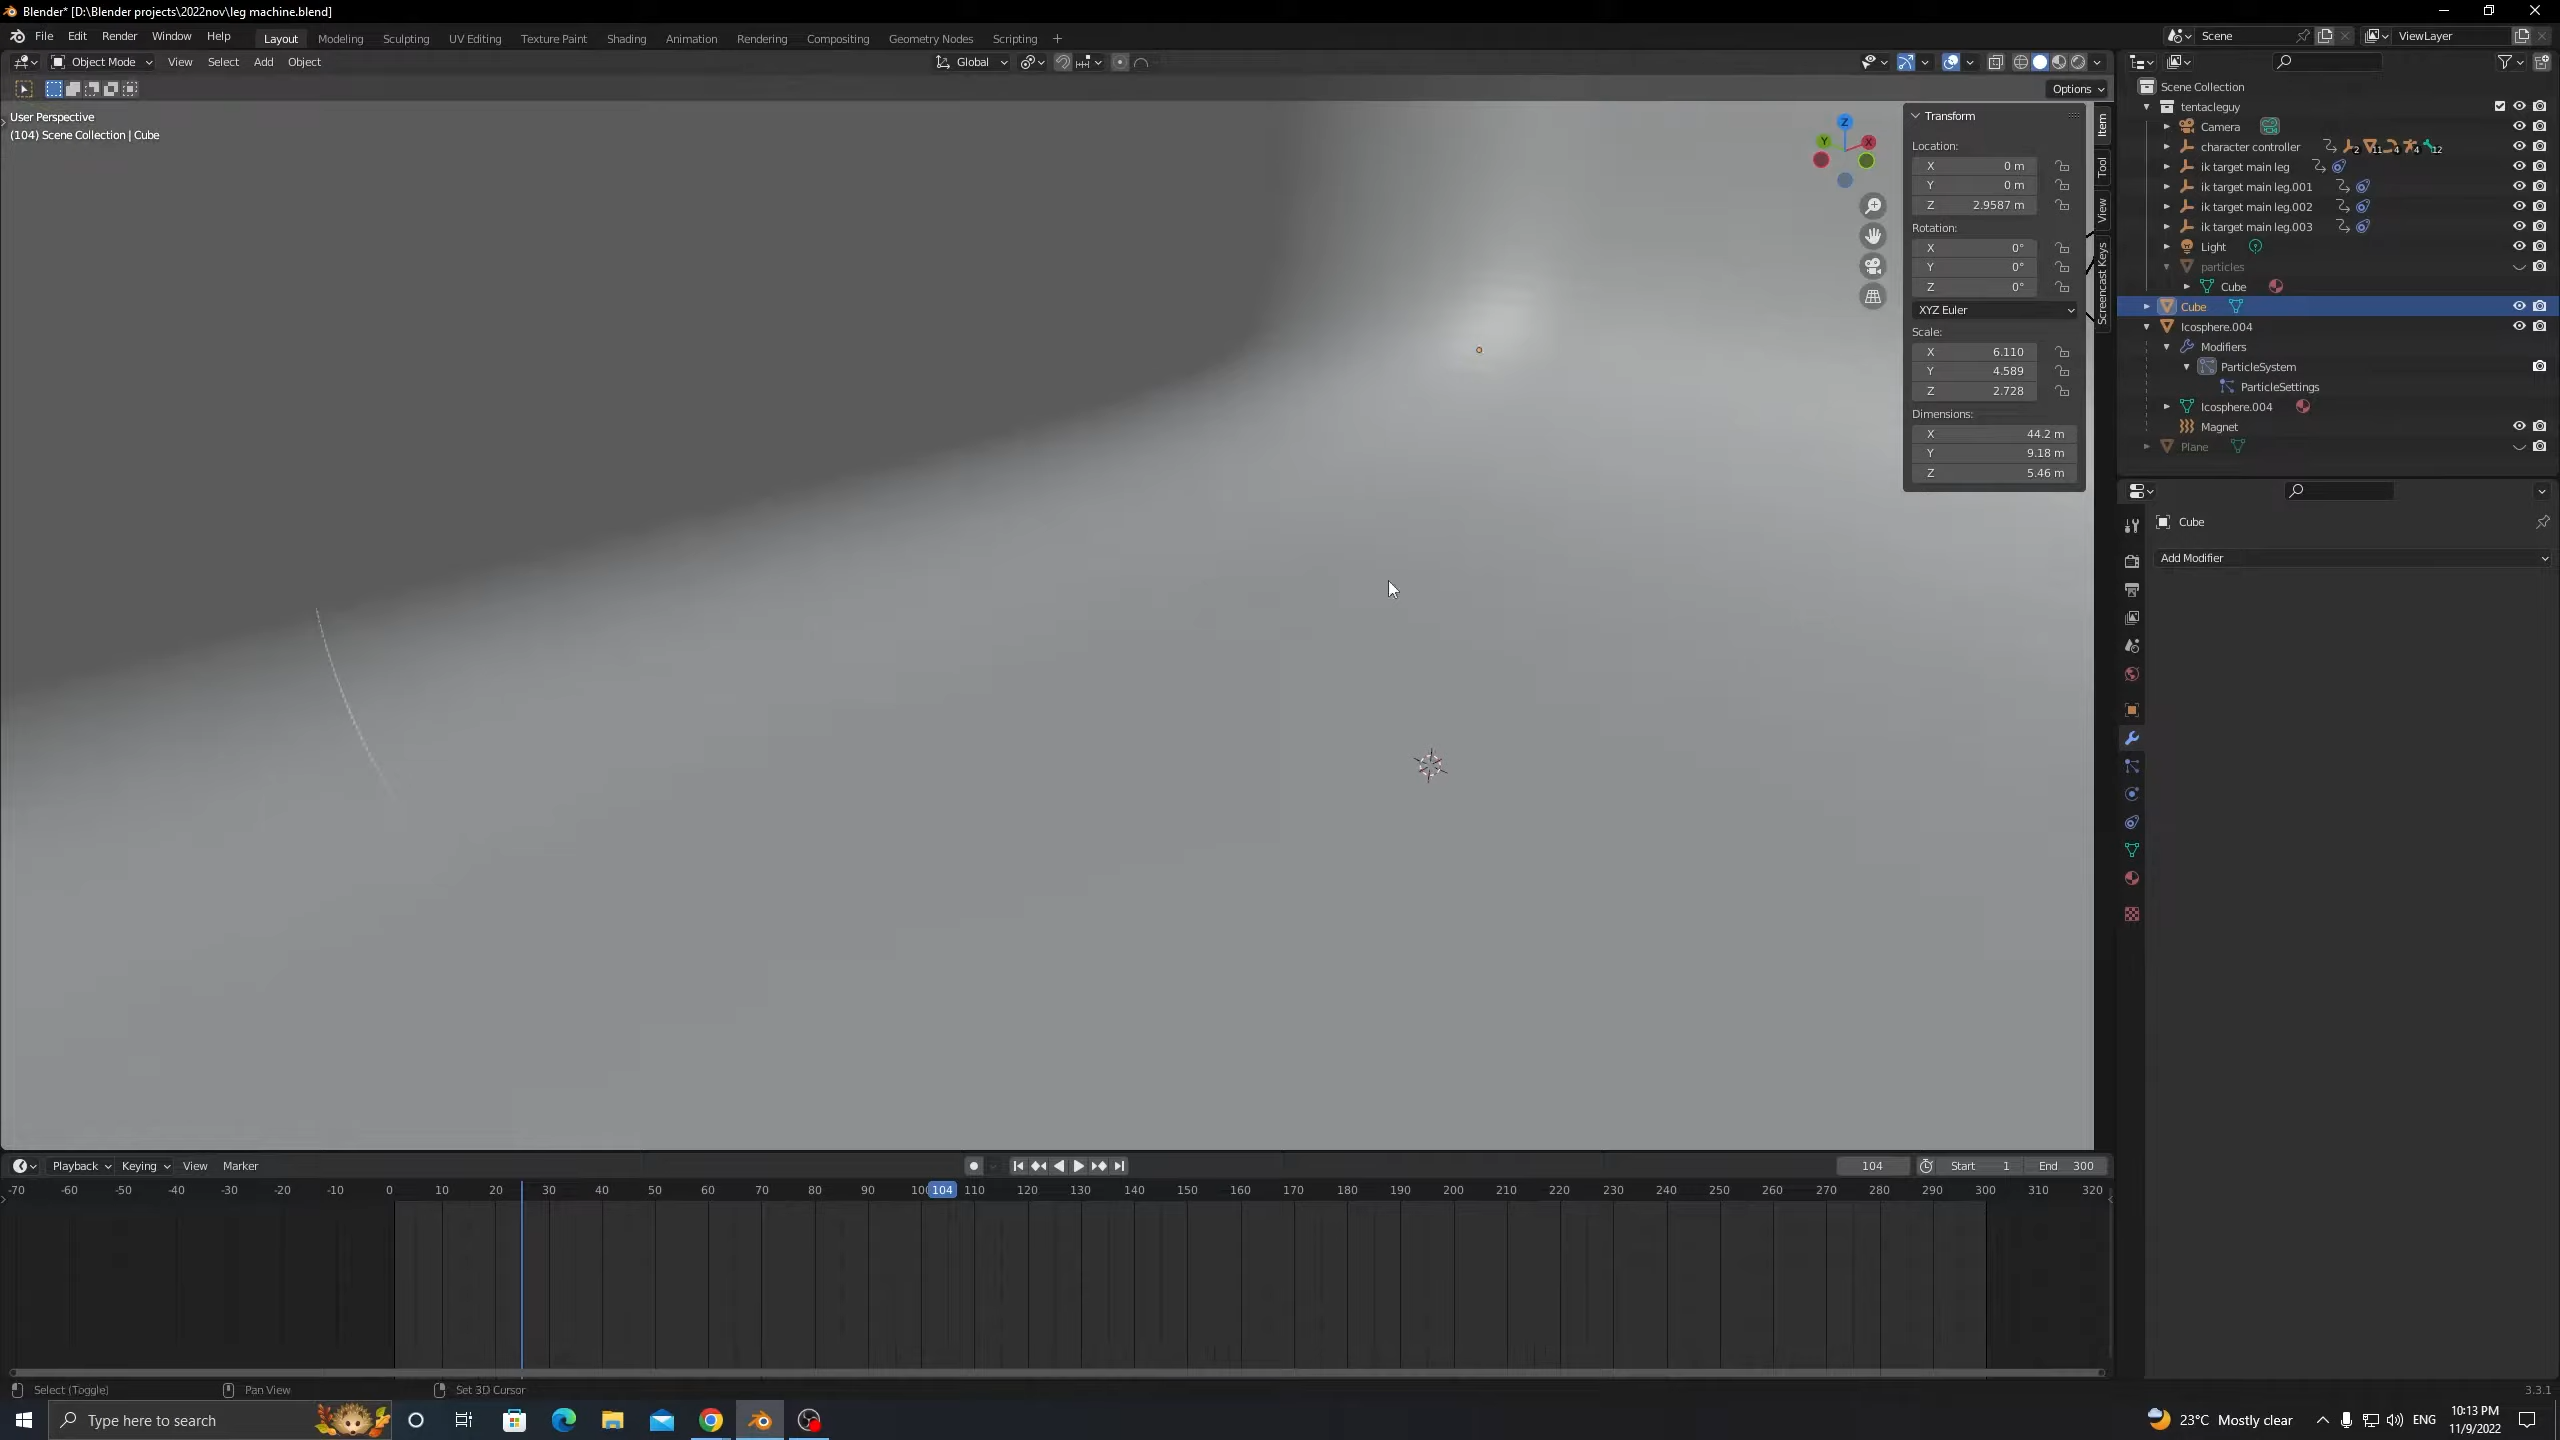 Blender* [D:\Blender projects\2022nov\leg machine.blend]
File Edit Render Window Help
Layout Modeling Sculpting UV Editing Texture Paint Shading Animation Rendering Compositing Geometry Nodes Scripting +
Scene
ViewLayer
Object Mode View Select Add Object
Global
Options
User Perspective
(104) Scene Collection | Cube
Transform
Location:
X 0 m
Y 0 m
Z 2.9587 m
Rotation:
X 0°
Y 0°
Z 0°
XYZ Euler
Scale:
X 6.110
Y 4.589
Z 2.728
Dimensions:
X 44.2 m
Y 9.18 m
Z 5.46 m
Item
Tool
View
Screencast Keys
Z
Y
X
Scene Collection
tentacleguy
Camera
character controller 2 11 4 4 12
ik target main leg
ik target main leg.001
ik target main leg.002
ik target main leg.003
Light
particles
Cube
Cube
Icosphere.004
Modifiers
ParticleSystem
ParticleSettings
Icosphere.004
Magnet
Plane
Cube
Add Modifier
Playback Keying View Marker
104 Start 1 End 300
-70 -60 -50 -40 -30 -20 -10 0 10 20 30 40 50 60 70 80 90 10 104 110 120 130 140 150 160 170 180 190 200 210 220 230 240 250 260 270 280 290 300 310 320
Select (Toggle) Pan View Set 3D Cursor
3.3.1
Type here to search
23°C Mostly clear
ENG
10:13 PM
11/9/2022